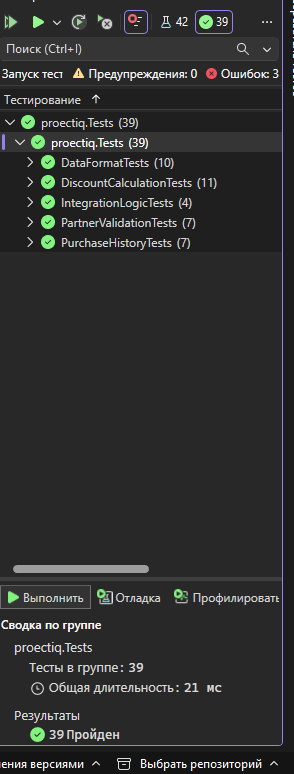 42 39
Поиск (Ctrl+I)
Запуск тест Предупреждения: 0 Ошибок: 3
Тестирование
proectiq.Tests (39)
proectiq.Tests (39)
DataFormatTests (10)
DiscountCalculationTests (11)
IntegrationLogicTests (4)
PartnerValidationTests (7)
PurchaseHistoryTests (7)
Выполнить Отладка Профилировать
Сводка по группе
proectiq.Tests
Тесты в группе: 39
Общая длительность: 21 мс
Результаты
39 Пройден
ения версиями Выбрать репозиторий